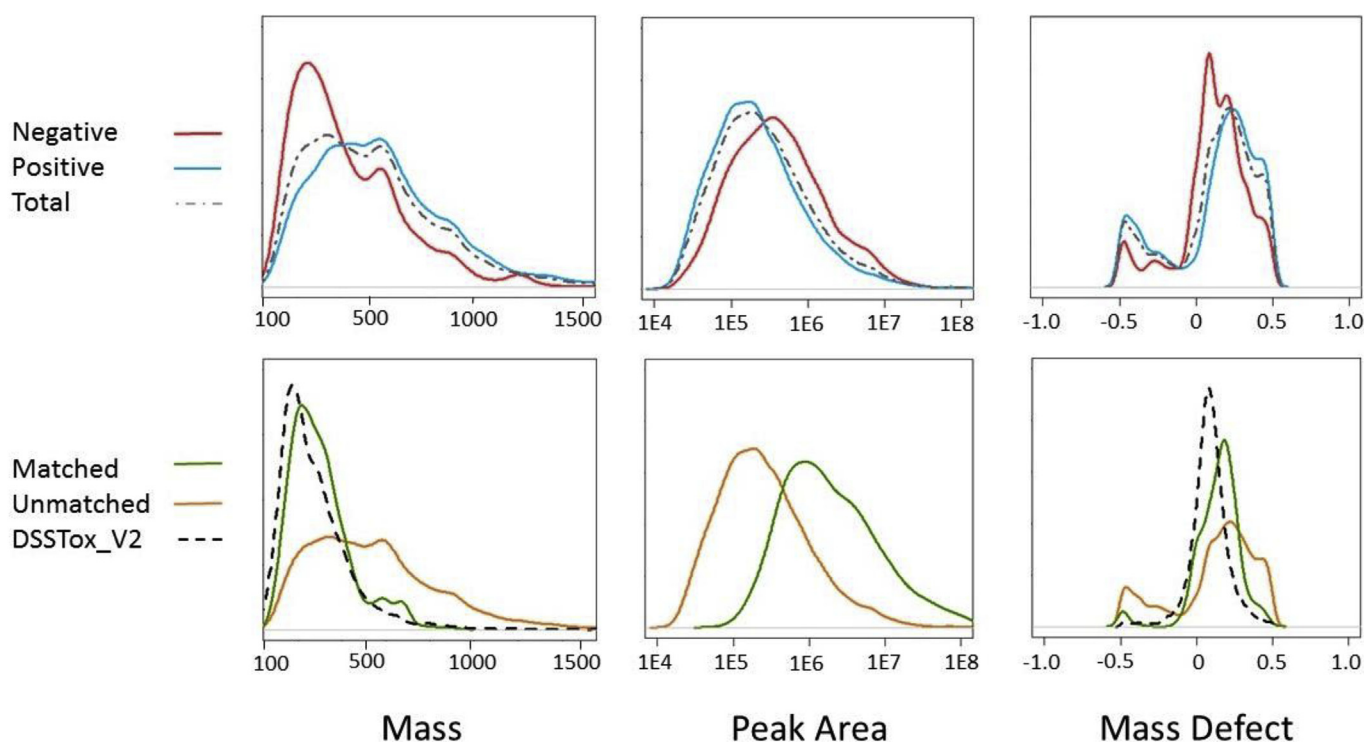 Negative
Positive
Total
100 500 1000 1500
1E4 1E5 1E6 1E7 1E8
-1.0 -0.5 0 0.5 1.0
Matched
Unmatched
DSSTox_V2
100 500 1000 1500
1E4 1E5 1E6 1E7 1E8
-1.0 -0.5 0 0.5 1.0
Mass Peak Area Mass Defect